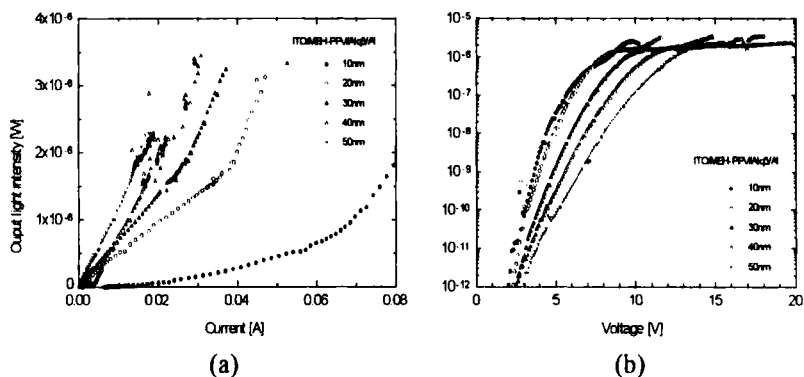 4x10-6
3x10-6
2x10-6
1x10-6
0
Ouput light intensity [W]
ITO/MEH-PPV/Alq3/Al
10nm
20nm
30nm
40nm
50nm
0.00
0.02
0.04
0.06
0.08
Current [A]
(a)
10-5
10-6
10-7
10-8
10-9
10-10
10-11
10-12
ITO/MEH-PPV/Alq3/Al
10nm
20nm
30nm
40nm
50nm
0
5
10
15
20
Voltage [V]
(b)